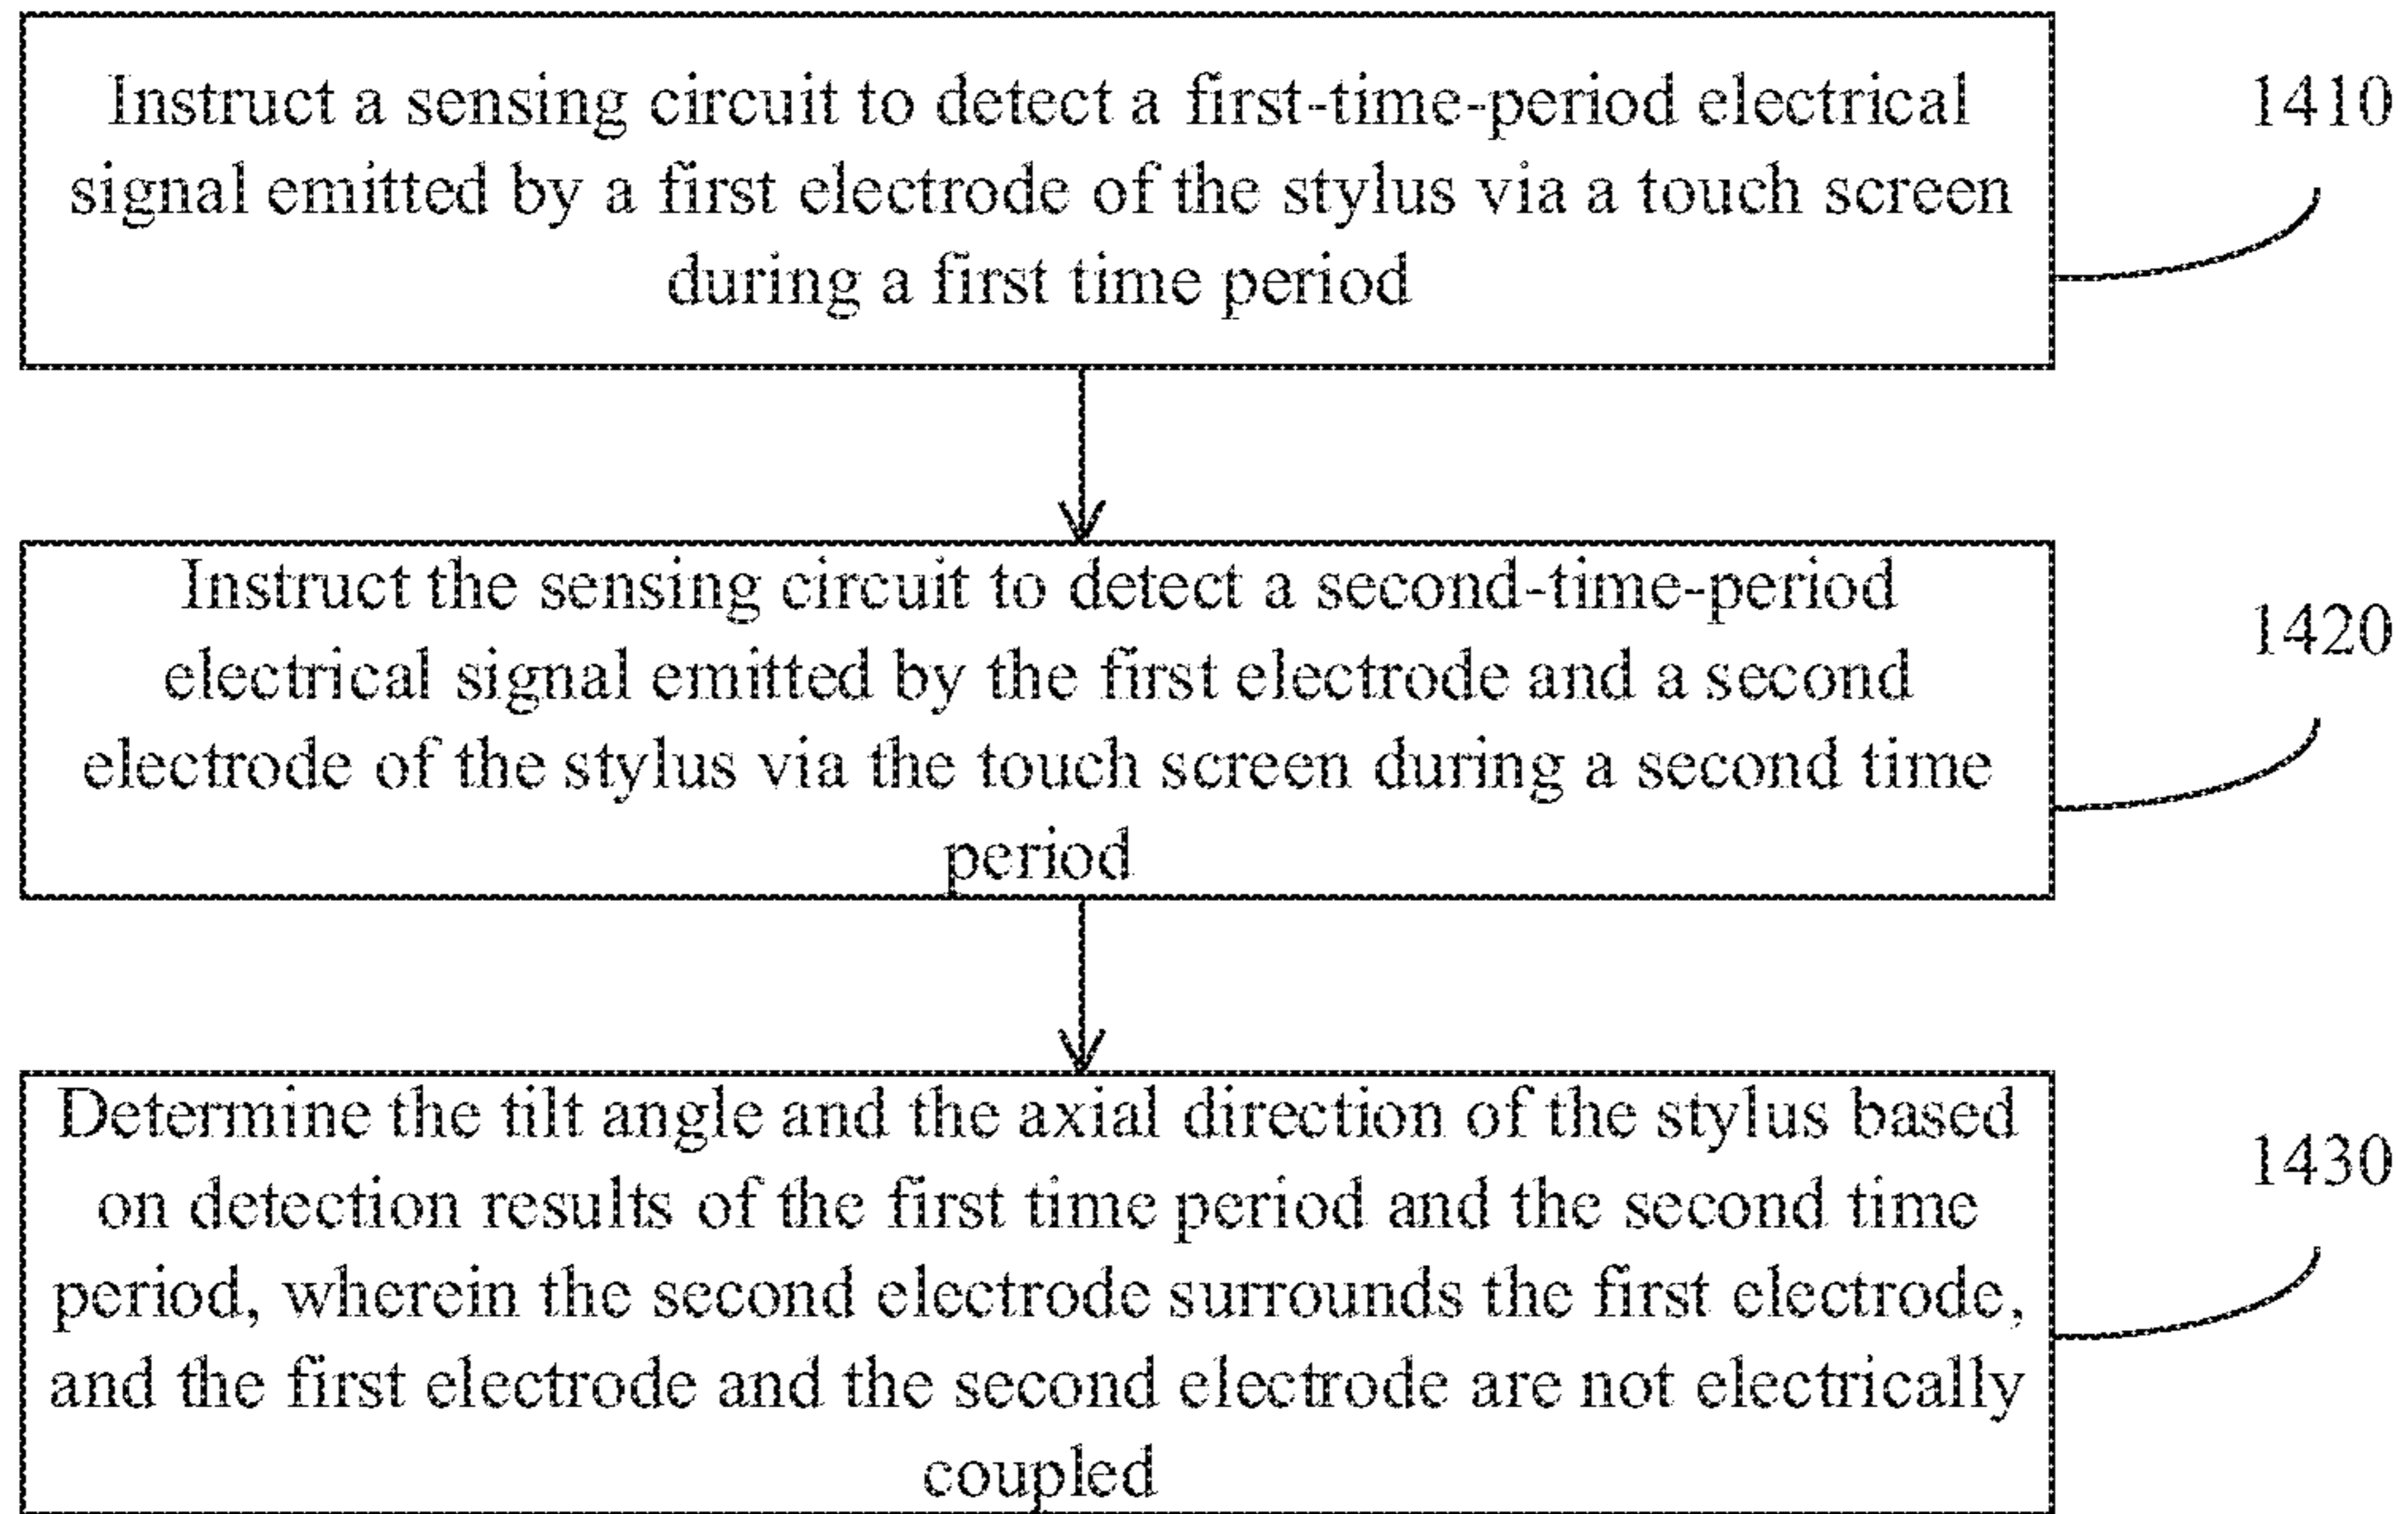 Instruct a sensing circuit to detect a first-time-period electrical
signal emitted by a first electrode of the stylus via a touch screen
during a first time period
1410
Instruct the sensing circuit to detect a second-time-period
electrical signal emitted by the first electrode and a second
electrode of the stylus via the touch screen during a second time
period
1420
Determine the tilt angle and the axial direction of the stylus based
on detection results of the first time period and the second time
period, wherein the second electrode surrounds the first electrode,
and the first electrode and the second electrode are not electrically
coupled
1430